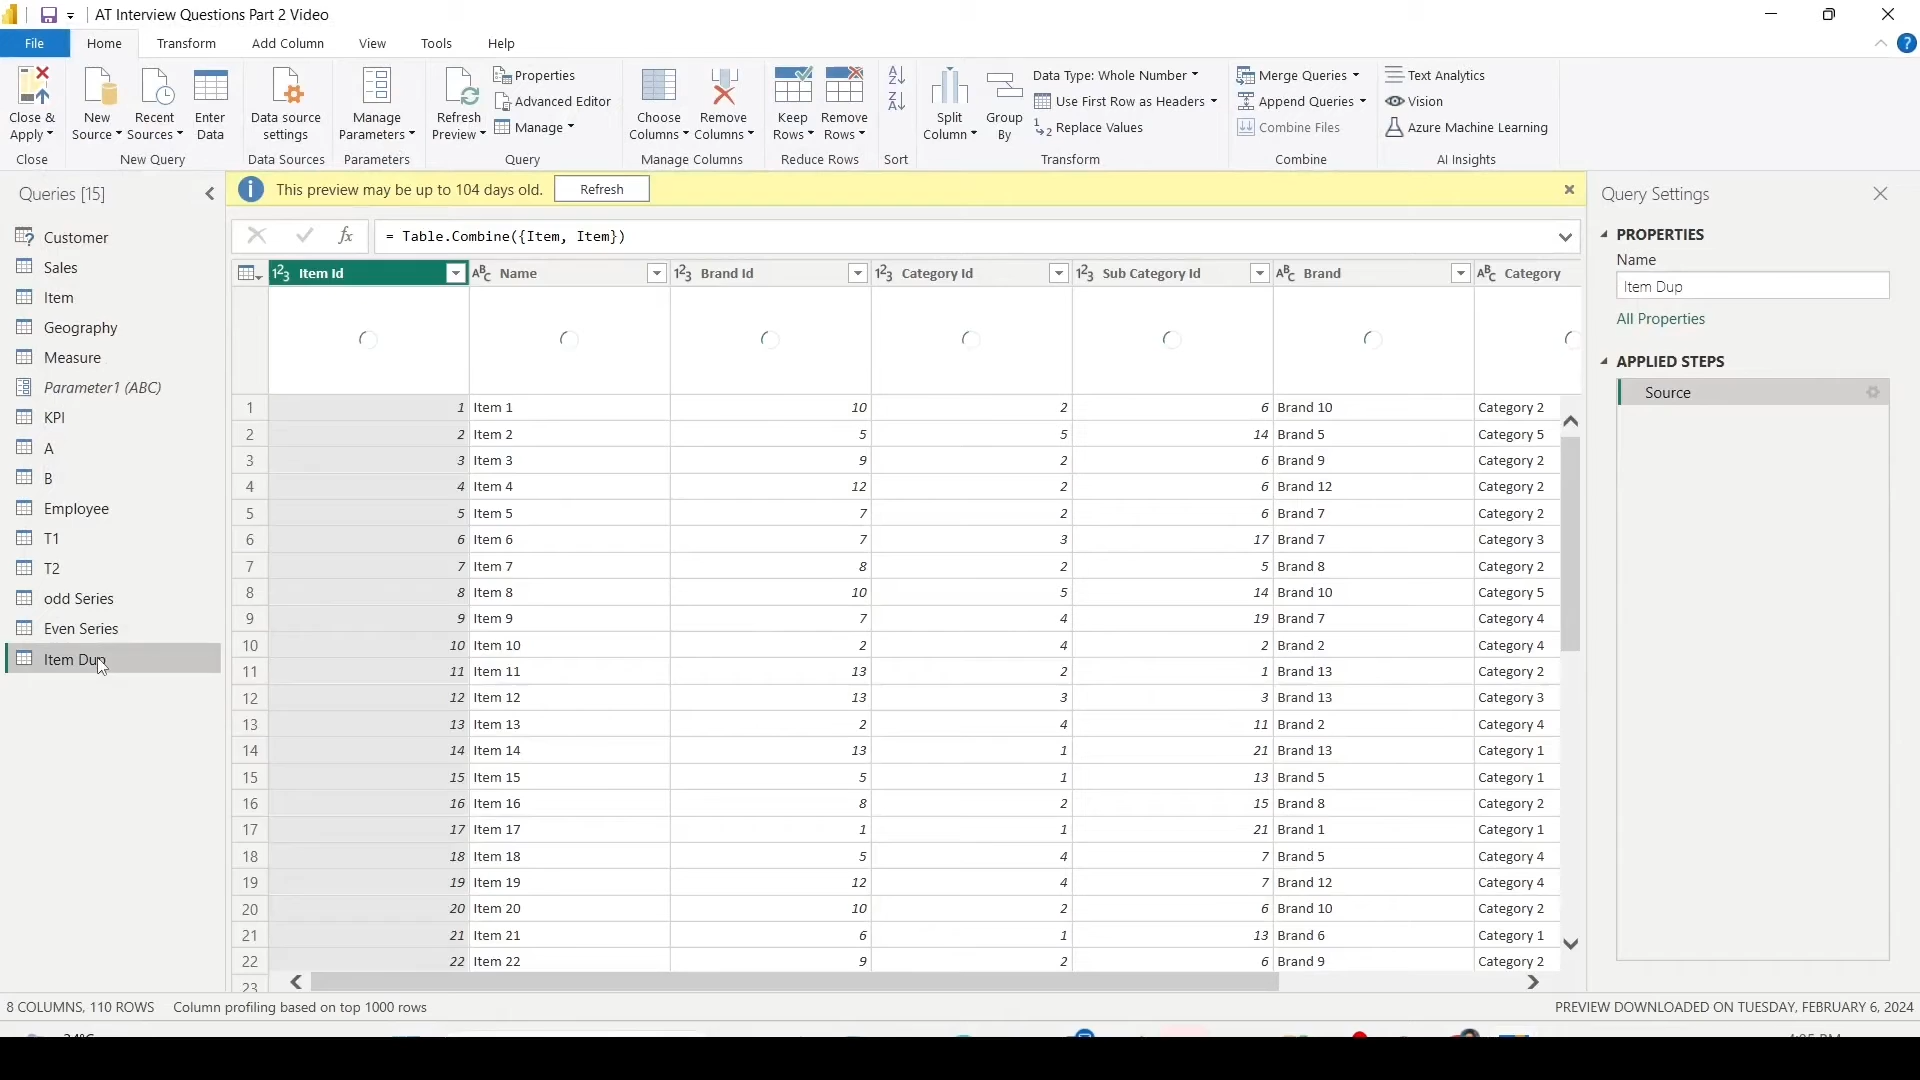 AT Interview Questions Part 2 Video
File Home Transform Add Column View Tools Help
Close & Apply
New Source
Recent Sources
Enter Data
Data source settings
Manage Parameters
Refresh Preview
Properties
Advanced Editor
Manage
Choose Columns
Remove Columns
Keep Rows
Remove Rows
Split Column
Group By
Data Type: Whole Number
Use First Row as Headers
Replace Values
Merge Queries
Append Queries
Combine Files
Text Analytics
Vision
Azure Machine Learning
Close New Query Data Sources Parameters Query Manage Columns Reduce Rows Sort Transform Combine AI Insights
Queries [15]
Customer
Sales
Item
Geography
Measure
Parameter1 (ABC)
KPI
A
B
Employee
T1
T2
odd Series
Even Series
Item Dup
This preview may be up to 104 days old. Refresh
fx = Table.Combine({Item, Item})
Item Id Name Brand Id Category Id Sub Category Id Brand Category
1 1 Item 1 10 2 6 Brand 10 Category 2
2 2 Item 2 5 5 14 Brand 5 Category 5
3 3 Item 3 9 2 6 Brand 9 Category 2
4 4 Item 4 12 2 6 Brand 12 Category 2
5 5 Item 5 7 2 6 Brand 7 Category 2
6 6 Item 6 7 3 17 Brand 7 Category 3
7 7 Item 7 8 2 5 Brand 8 Category 2
8 8 Item 8 10 5 14 Brand 10 Category 5
9 9 Item 9 7 4 19 Brand 7 Category 4
10 10 Item 10 2 4 2 Brand 2 Category 4
11 11 Item 11 13 2 1 Brand 13 Category 2
12 12 Item 12 13 3 3 Brand 13 Category 3
13 13 Item 13 2 4 11 Brand 2 Category 4
14 14 Item 14 13 1 21 Brand 13 Category 1
15 15 Item 15 5 1 13 Brand 5 Category 1
16 16 Item 16 8 2 15 Brand 8 Category 2
17 17 Item 17 1 1 21 Brand 1 Category 1
18 18 Item 18 5 4 7 Brand 5 Category 4
19 19 Item 19 12 4 7 Brand 12 Category 4
20 20 Item 20 10 2 6 Brand 10 Category 2
21 21 Item 21 6 1 13 Brand 6 Category 1
22 22 Item 22 9 2 6 Brand 9 Category 2
23
Query Settings
PROPERTIES
Name
Item Dup
All Properties
APPLIED STEPS
Source
8 COLUMNS, 110 ROWS Column profiling based on top 1000 rows PREVIEW DOWNLOADED ON TUESDAY, FEBRUARY 6, 2024